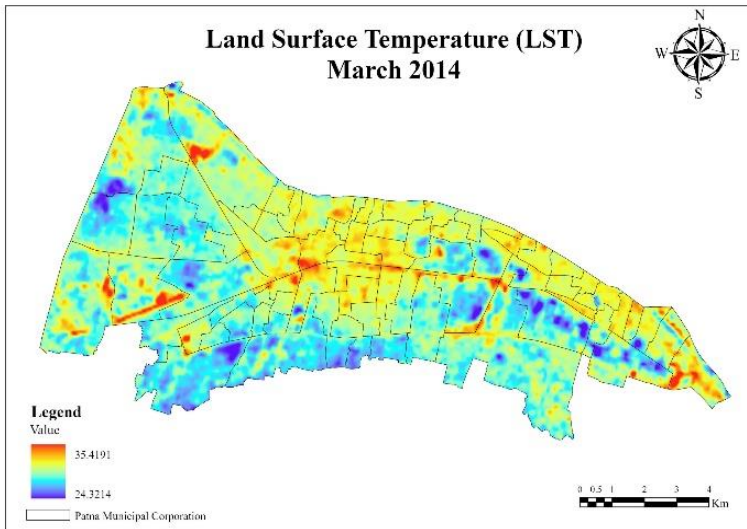 Land Surface Temperature (LST)
March 2014
N
W E
S
Legend
Value
35.4191
24.3214
Patna Municipal Corporation
0 0.5 1 2 3 4
Km